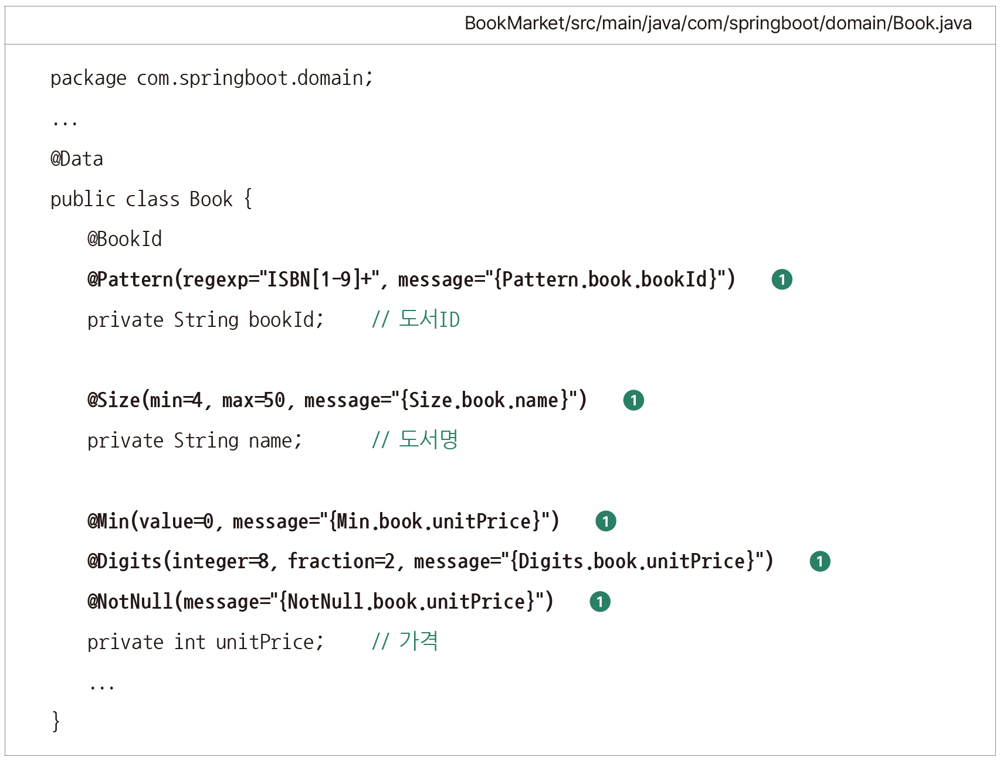 BookMarket/src/main/java/com/springboot/domain/Book.java
package com.springboot.domain;
...
@Data
public class Book {
@BookId
@Pattern(regexp="ISBN[1-9]+", message="{Pattern.book.bookId}") 1
private String bookId; // 도서ID
@Size(min=4, max=50, message="{Size.book.name}") 1
private String name; // 도서명
@Min(value=0, message="{Min.book.unitPrice}") 1
@Digits(integer=8, fraction=2, message="{Digits.book.unitPrice}") 1
@NotNull(message="{NotNull.book.unitPrice}") 1
private int unitPrice; // 가격
...
}